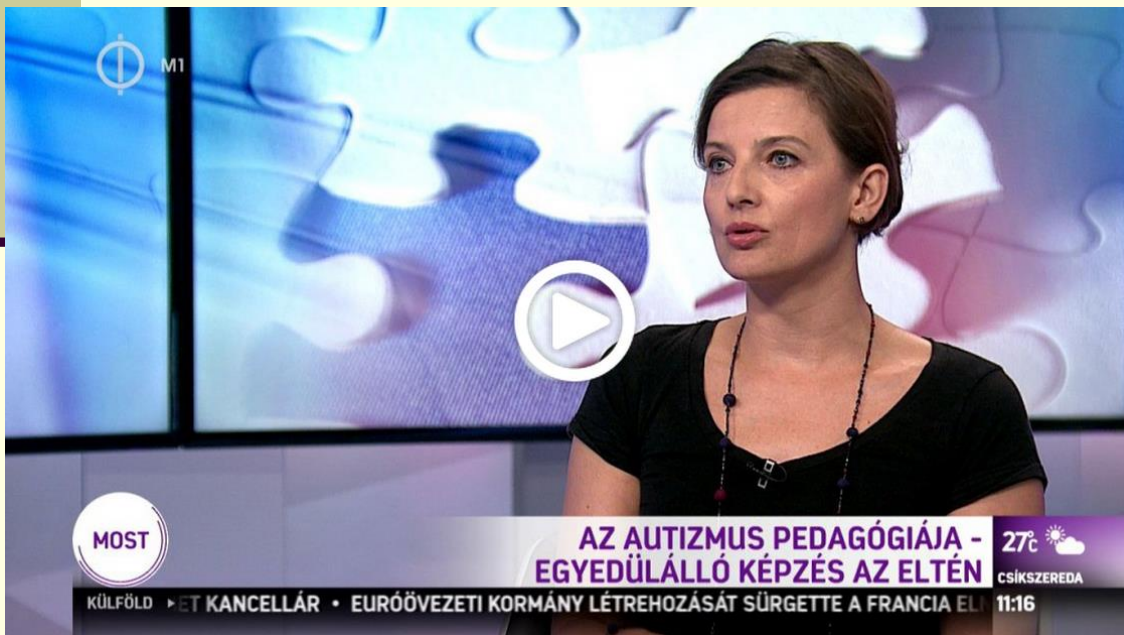 M1
MOST
AZ AUTIZMUS PEDAGÓGIÁJA -
EGYEDÜLÁLLÓ KÉPZÉS AZ ELTÉN
27°C
CSÍKSZEREDA
KÜLFÖLD ▸ ET KANCELLÁR • EURÓÖVEZETI KORMÁNY LÉTREHOZÁSÁT SÜRGETTE A FRANCIA
11:16